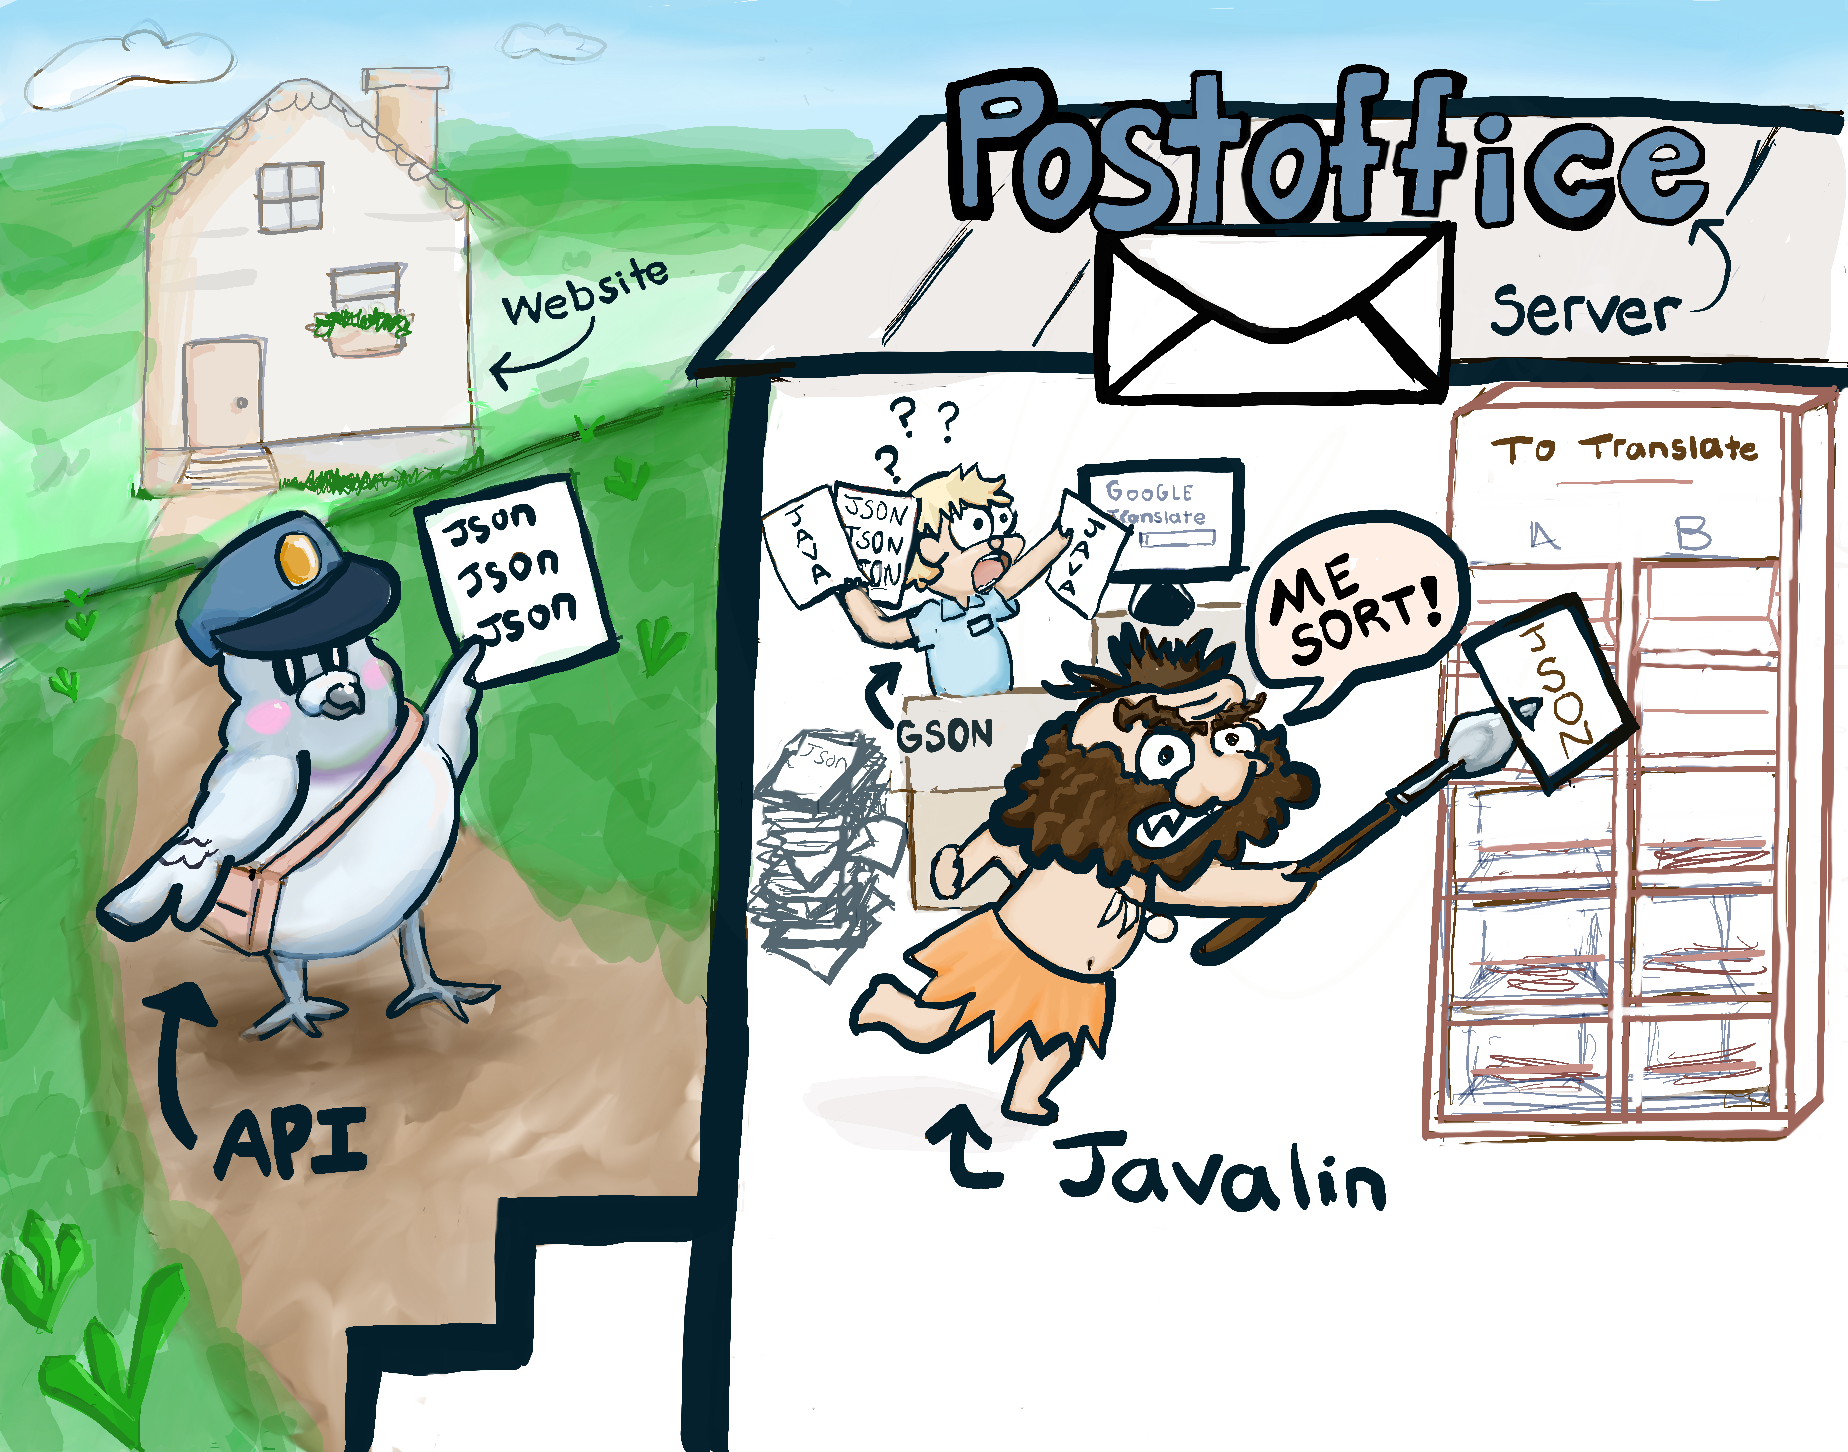 Postoffice
Server
Website
To Translate
A B
? ? ?
JAVA
JSON
JSON
JSON
JAVA
GOOGLE
Translate
Json
Json
Json
ME
SORT!
JSON
GSON
Json
API
Javalin